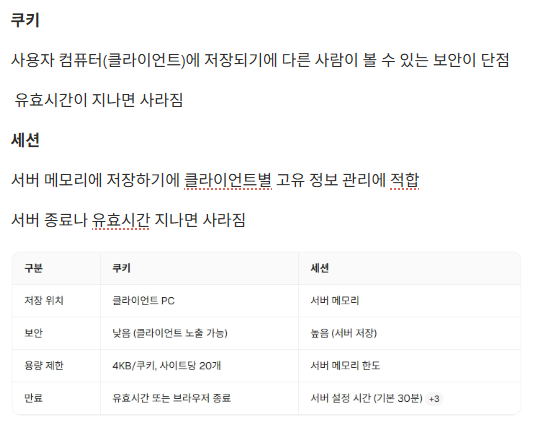 쿠키
사용자 컴퓨터(클라이언트)에 저장되기에 다른 사람이 볼 수 있는 보안이 단점
유효시간이 지나면 사라짐
세션
서버 메모리에 저장하기에 클라이언트별 고유 정보 관리에 적합
서버 종료나 유효시간 지나면 사라짐
구분 쿠키 세션
저장 위치 클라이언트 PC 서버 메모리
보안 낮음 (클라이언트 노출 가능) 높음 (서버 저장)
용량 제한 4KB/쿠키, 사이트당 20개 서버 메모리 한도
만료 유효시간 또는 브라우저 종료 서버 설정 시간 (기본 30분) +3